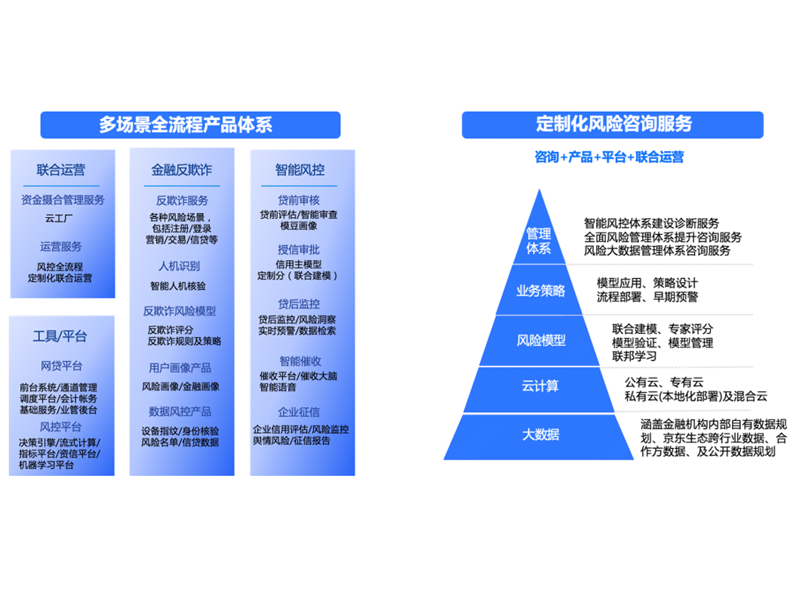 多场景全流程产品体系
联合运营
资金摄合管理服务
云工厂
运营服务
风控全流程
定制化联合运营
工具/平台
网贷平台
前台系统/通道管理
调度平台/会计帐务
基础服务/业管後台
风控平台
决策引擎/流式计算/
指标平台/资信平台/
机器学习平台
金融反欺诈
反欺诈服务
各种风险场景，
包括注册/登录
营销/交易/信贷等
人机识别
智能人机核验
反欺诈风险模型
反欺诈评分
反欺诈规则及策略
用户画像产品
风险画像/金融画像
数据风控产品
设备指纹/身份核验
风险名单/信贷数据
智能风控
贷前审核
贷前评估/智能审查
模豆画像
授信审批
信用主模型
定制分（联合建模）
贷后监控
贷后监控/风险洞察
实时预警/数据检索
智能催收
催收平台/催收大脑
智能语音
企业征信
企业信用评估/风险监控
舆情风险/征信报告
定制化风险咨询服务
咨询+产品+平台+联合运营
管理
体系
智能风控体系建设诊断服务
全面风险管理体系提升咨询服务
风险大数据管理体系咨询服务
业务策略
模型应用、策略设计
流程部署、早期预警
风险模型
联合建模、专家评分
模型验证、模型管理
联邦学习
云计算
公有云、专有云
私有云(本地化部署)及混合云
大数据
涵盖金融机构内部自有数据规
划、京东生态跨行业数据、合
作方数据、及公开数据规划